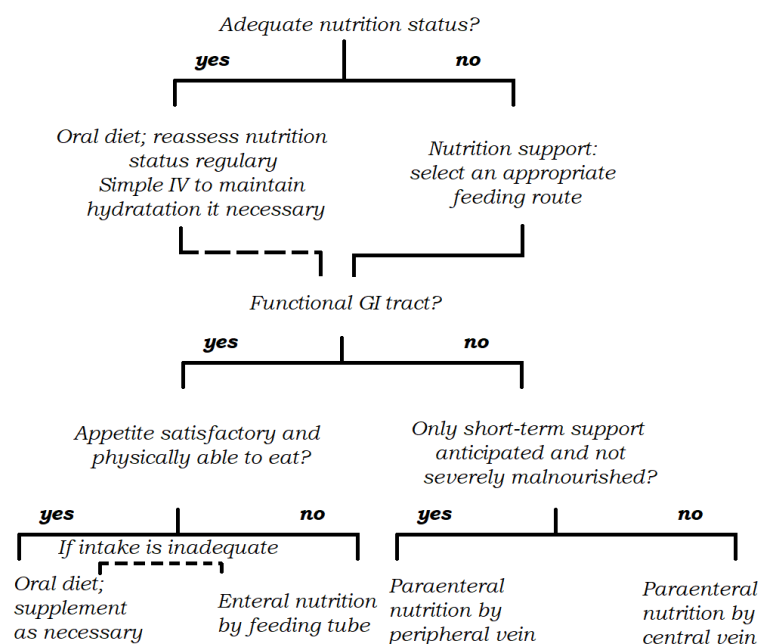 Adequate nutrition status?
yes
no
Oral diet; reassess nutrition
status regulary
Simple IV to maintain
hydratation it necessary
Nutrition support:
select an appropriate
feeding route
Functional GI tract?
yes
no
Appetite satisfactory and
physically able to eat?
Only short-term support
anticipated and not
severely malnourished?
yes
no
yes
no
If intake is inadequate
Oral diet;
supplement
as necessary
Enteral nutrition
by feeding tube
Paraenteral
nutrition by
peripheral vein
Paraenteral
nutrition by
central vein